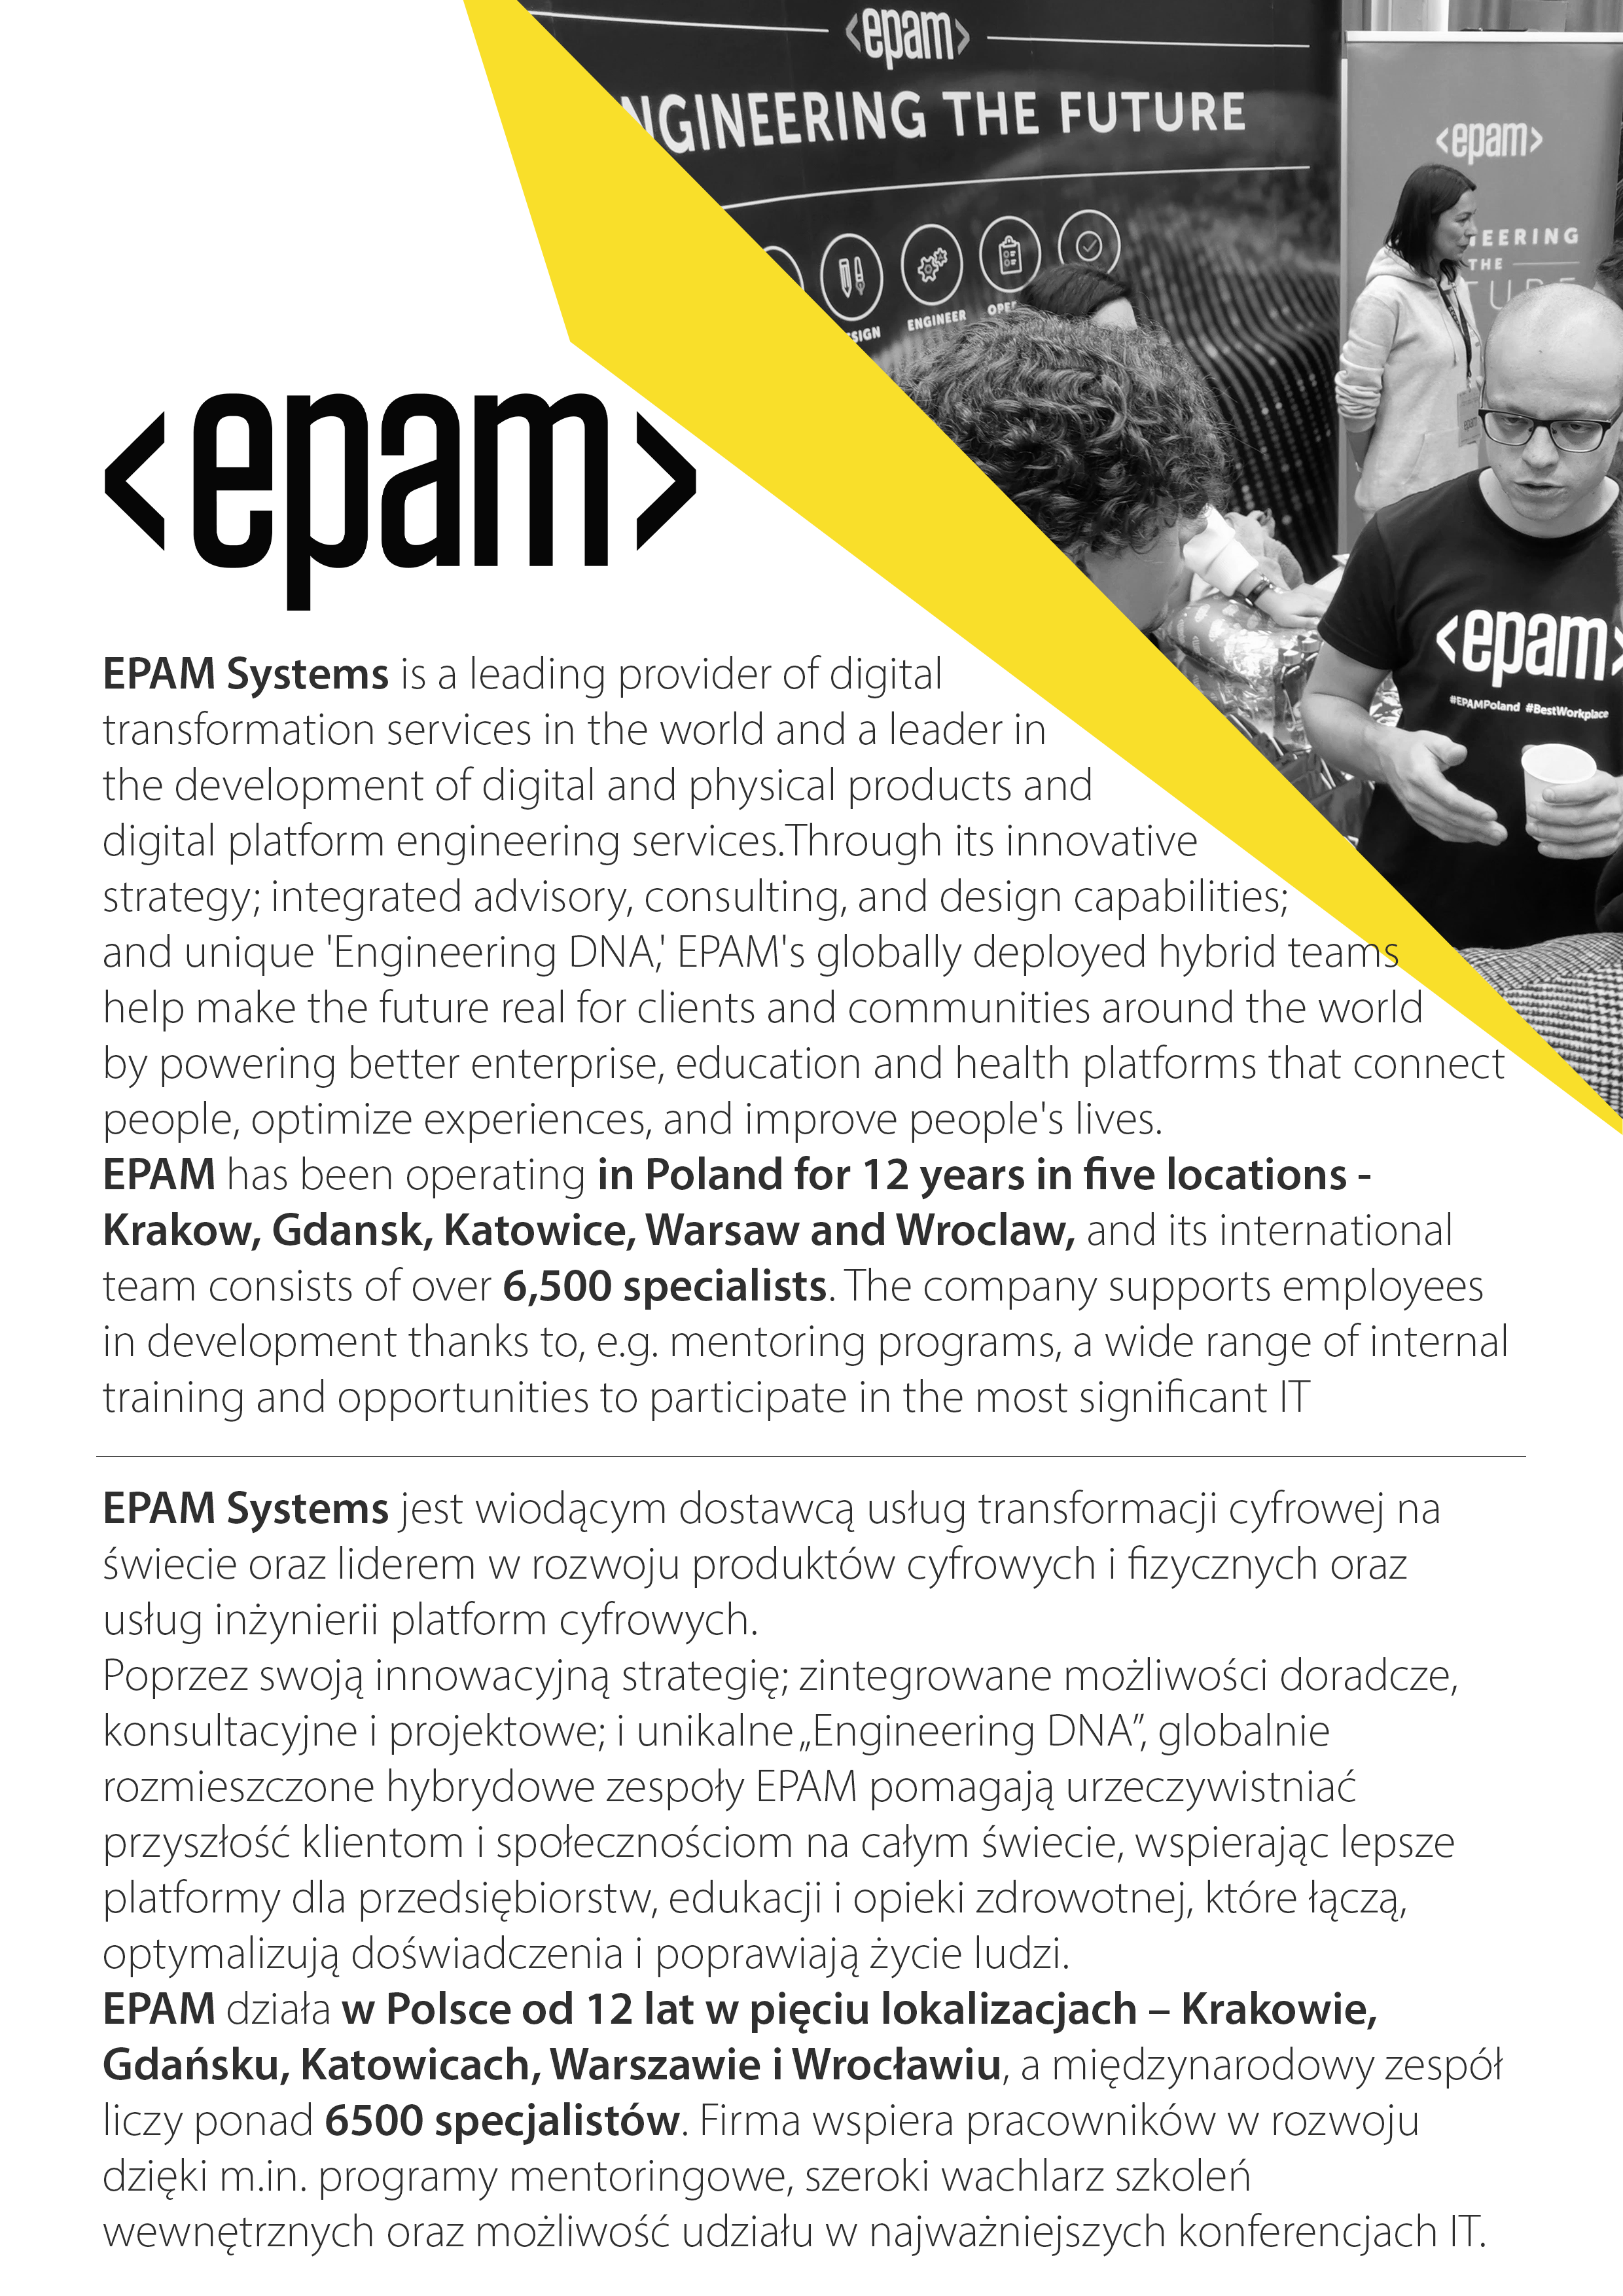 <epam>
ENGINEERING THE FUTURE
<epam>
ENGINEER
<epam>
#EPAMPoland #BestWorkplace
<epam>
EPAM Systems is a leading provider of digital
transformation services in the world and a leader in
the development of digital and physical products and
digital platform engineering services.Through its innovative
strategy; integrated advisory, consulting, and design capabilities;
and unique 'Engineering DNA,' EPAM's globally deployed hybrid teams
help make the future real for clients and communities around the world
by powering better enterprise, education and health platforms that connect
people, optimize experiences, and improve people's lives.
EPAM has been operating in Poland for 12 years in five locations -
Krakow, Gdansk, Katowice, Warsaw and Wroclaw, and its international
team consists of over 6,500 specialists. The company supports employees
in development thanks to, e.g. mentoring programs, a wide range of internal
training and opportunities to participate in the most significant IT
EPAM Systems jest wiodącym dostawcą usług transformacji cyfrowej na
świecie oraz liderem w rozwoju produktów cyfrowych i fizycznych oraz
usług inżynierii platform cyfrowych.
Poprzez swoją innowacyjną strategię; zintegrowane możliwości doradcze,
konsultacyjne i projektowe; i unikalne „Engineering DNA”, globalnie
rozmieszczone hybrydowe zespoły EPAM pomagają urzeczywistniać
przyszłość klientom i społecznościom na całym świecie, wspierając lepsze
platformy dla przedsiębiorstw, edukacji i opieki zdrowotnej, które łączą,
optymalizują doświadczenia i poprawiają życie ludzi.
EPAM działa w Polsce od 12 lat w pięciu lokalizacjach – Krakowie,
Gdańsku, Katowicach, Warszawie i Wrocławiu, a międzynarodowy zespół
liczy ponad 6500 specjalistów. Firma wspiera pracowników w rozwoju
dzięki m.in. programy mentoringowe, szeroki wachlarz szkoleń
wewnętrznych oraz możliwość udziału w najważniejszych konferencjach IT.